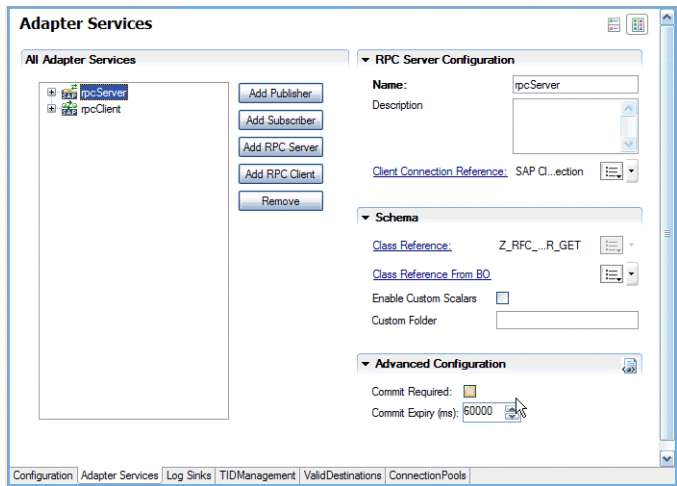 Adapter Services
All Adapter Services
rpcServer
rpcClient
Add Publisher
Add Subscriber
Add RPC Server
Add RPC Client
Remove
RPC Server Configuration
Name: rpcServer
Description
Client Connection Reference: SAP Cl...ection
Schema
Class Reference: Z_RFC_...R_GET
Class Reference From BO
Enable Custom Scalars
Custom Folder
Advanced Configuration
Commit Required:
Commit Expiry (ms): 60000
Configuration Adapter Services Log Sinks TIDManagement ValidDestinations ConnectionPools